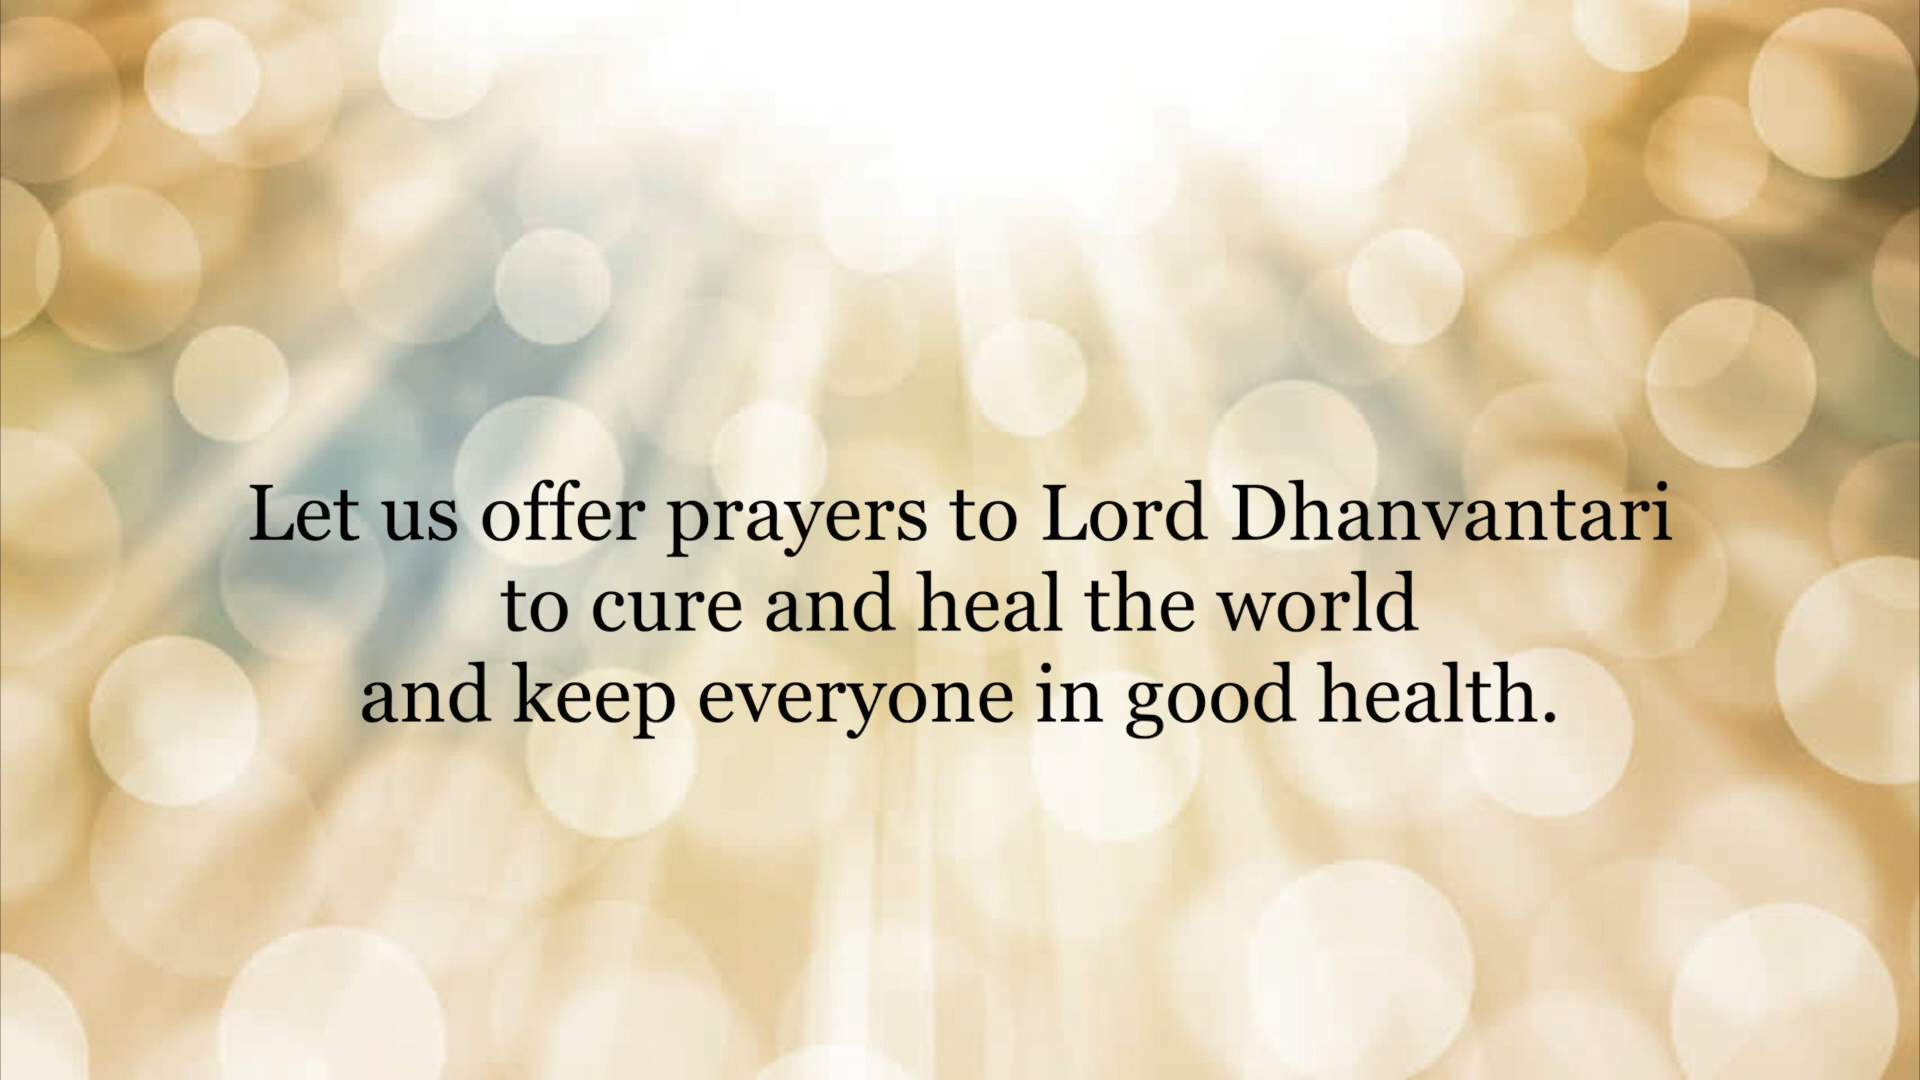 Let us offer prayers to Lord Dhanvantari
to cure and heal the world
and keep everyone in good health.